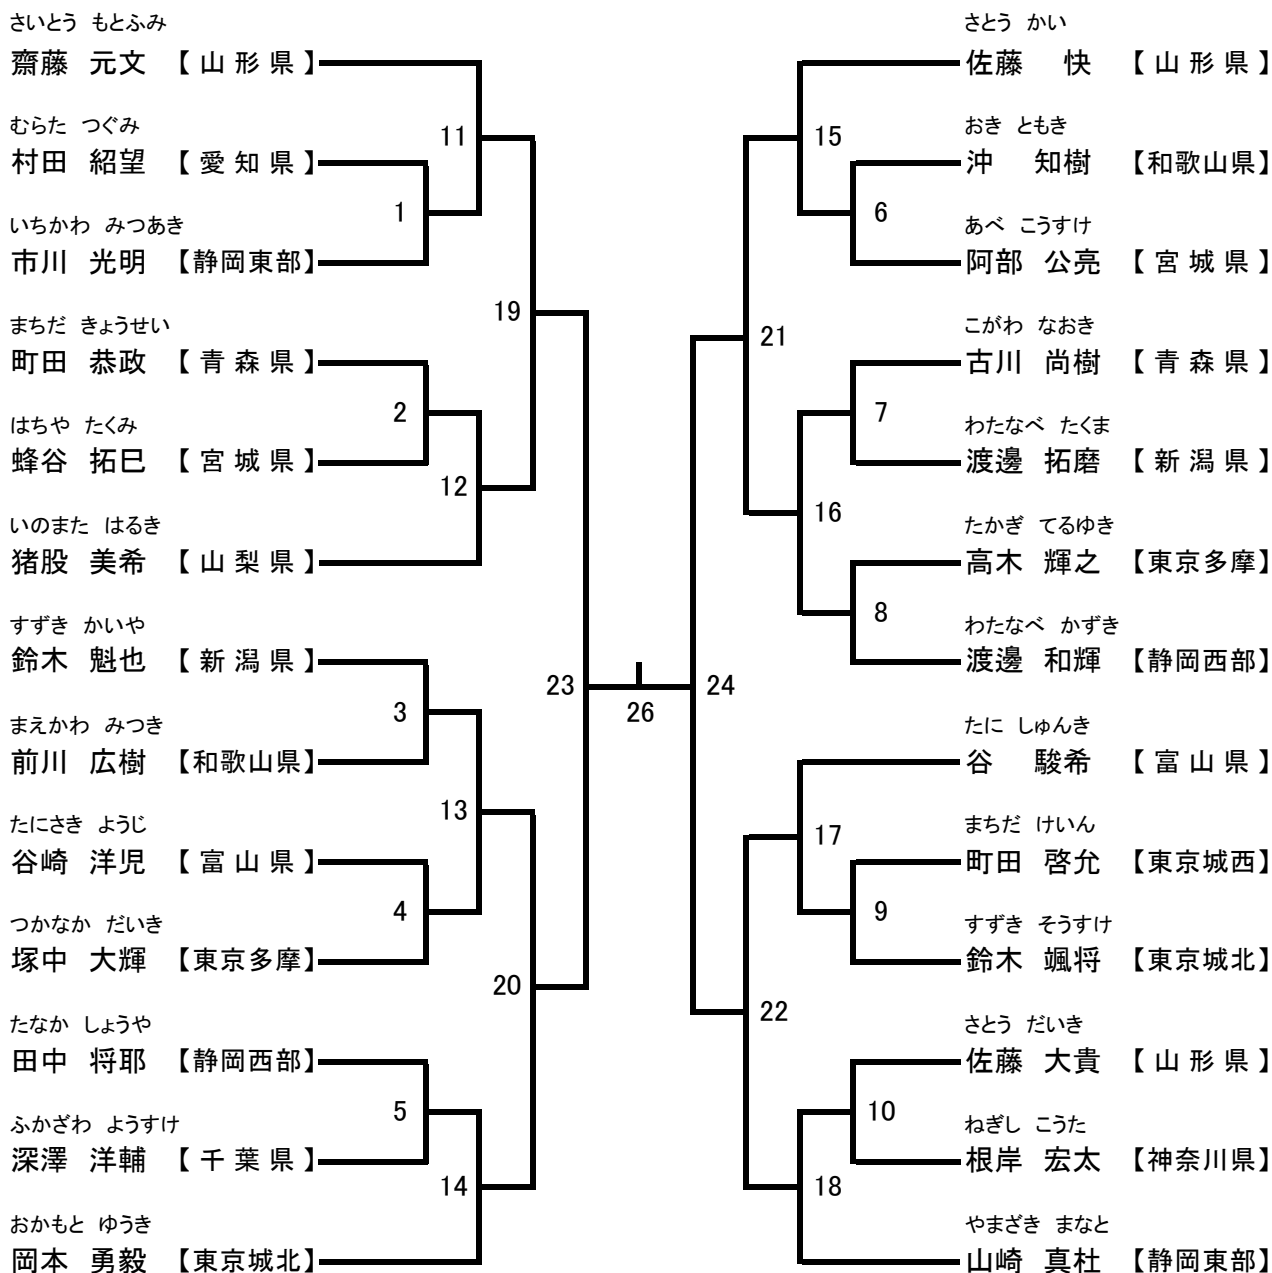 さいとう もとふみ
齋藤 元文 【山形県】
むらた つぐみ
村田 紹望 【愛知県】
いちかわ みつあき
市川 光明 【静岡東部】
まちだ きょうせい
町田 恭政 【青森県】
はちや たくみ
蜂谷 拓巳 【宮城県】
いのまた はるき
猪股 美希 【山梨県】
すずき かいや
鈴木 魁也 【新潟県】
まえかわ みつき
前川 広樹 【和歌山県】
たにさき ようじ
谷崎 洋児 【富山県】
つかなか だいき
塚中 大輝 【東京多摩】
たなか しょうや
田中 将耶 【静岡西部】
ふかざわ ようすけ
深澤 洋輔 【千葉県】
おかもと ゆうき
岡本 勇毅 【東京城北】
1
2
3
4
5
11
12
13
14
19
20
23
26
24
21
22
15
16
17
18
6
7
8
9
10
さとう かい
佐藤 快 【山形県】
おき ともき
沖 知樹 【和歌山県】
あべ こうすけ
阿部 公亮 【宮城県】
こがわ なおき
古川 尚樹 【青森県】
わたなべ たくま
渡邊 拓磨 【新潟県】
たかぎ てるゆき
高木 輝之 【東京多摩】
わたなべ かずき
渡邊 和輝 【静岡西部】
たに しゅんき
谷 駿希 【富山県】
まちだ けいん
町田 啓允 【東京城西】
すずき そうすけ
鈴木 颯将 【東京城北】
さとう だいき
佐藤 大貴 【山形県】
ねぎし こうた
根岸 宏太 【神奈川県】
やまざき まなと
山崎 真杜 【静岡東部】